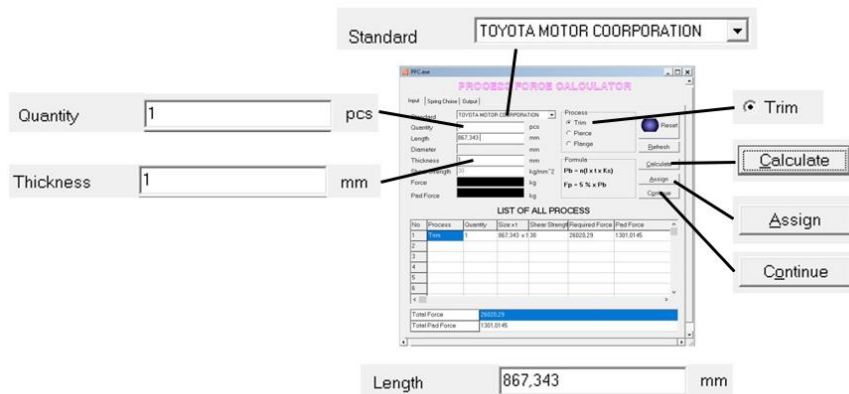 Standard TOYOTA MOTOR COORPORATION
Quantity 1 pcs
Thickness 1 mm
Trim
Calculate
Assign
Continue
Length 867,343 mm
PFC.exe
PROCESS FORCE CALCULATOR
Input Spring Choice Output
Standard TOYOTA MOTOR COORPORATION
Quantity pcs
Length 867,343 mm
Diameter mm
Thickness 1 mm
Strength 30 kg/mm^2
Force kg
Pad Force kg
Process
Trim
Pierce
Flange
Formula
Pb = n(l x t x Ks)
Fp = 5 % x Pb
Reset
Refresh
Calculate
Assign
Continue
LIST OF ALL PROCESS
No Process Quantity Size x t Shear Strength Required Force Pad Force
1 Trim 1 867,343 x 1 30 26020,29 1301,0145
2
3
4
5
6
Total Force 26020,29
Total Pad Force 1301,0145